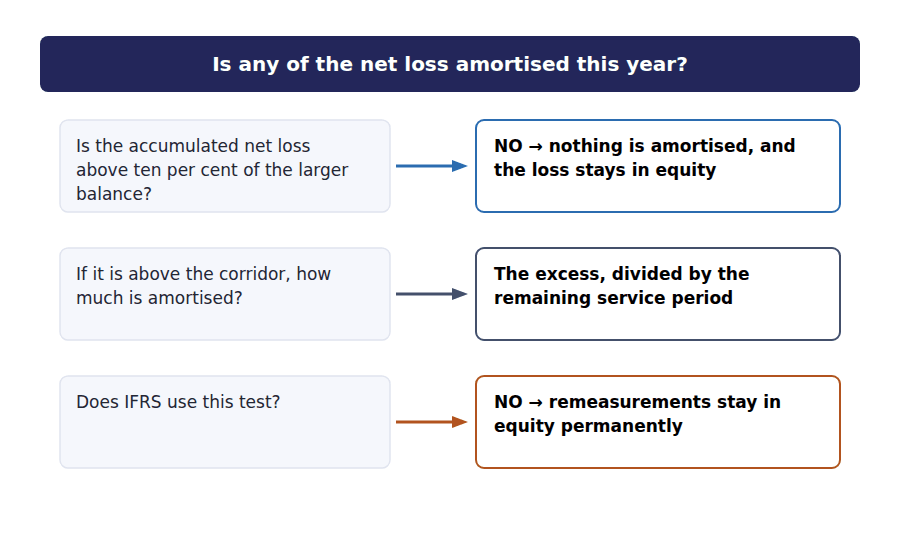 Is any of the net loss amortised this year?
Is the accumulated net loss
above ten per cent of the larger
balance?
NO → nothing is amortised, and
the loss stays in equity
If it is above the corridor, how
much is amortised?
The excess, divided by the
remaining service period
Does IFRS use this test?
NO → remeasurements stay in
equity permanently